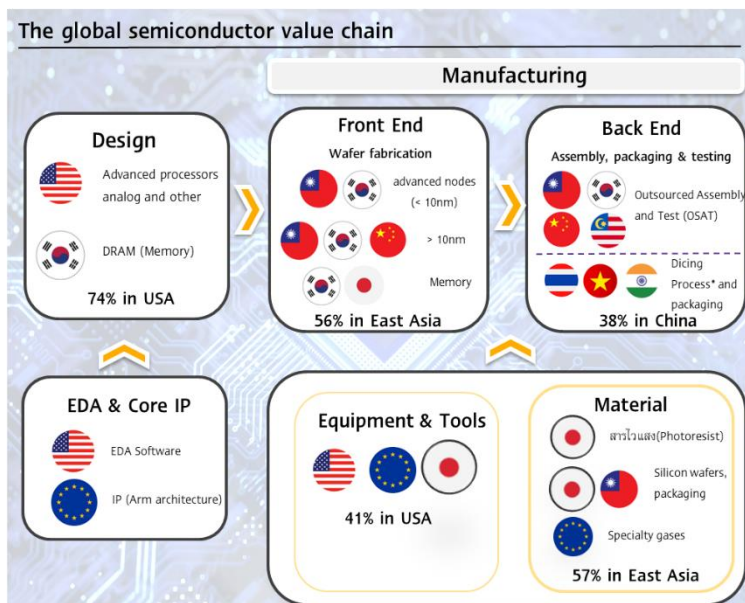 The global semiconductor value chain
Manufacturing
Design
Advanced processors
analog and other
DRAM (Memory)
74% in USA
Front End
Wafer fabrication
advanced nodes
(< 10nm)
> 10nm
Memory
56% in East Asia
Back End
Assembly, packaging & testing
Outsourced Assembly
and Test (OSAT)
Dicing
Process* and
packaging
38% in China
EDA & Core IP
EDA Software
IP (Arm architecture)
Equipment & Tools
41% in USA
Material
สารไวแสง(Photoresist)
Silicon wafers,
packaging
Specialty gases
57% in East Asia